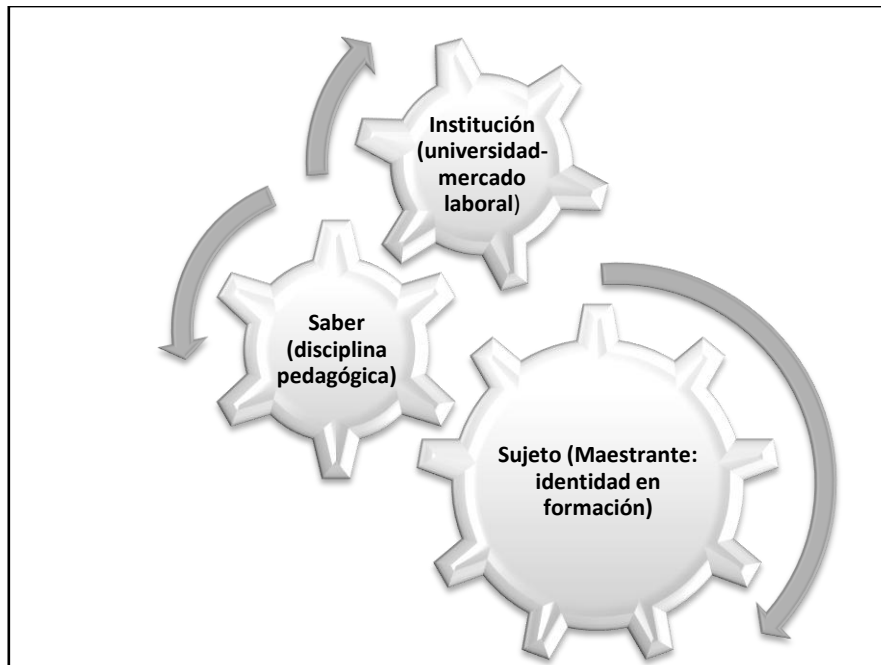 Institución
(universidad-
mercado
laboral)
Saber
(disciplina
pedagógica)
Sujeto (Maestrante:
identidad en
formación)